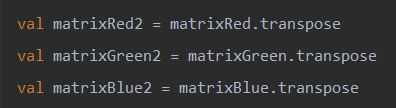 val matrixRed2 = matrixRed.transpose
val matrixGreen2 = matrixGreen.transpose
val matrixBlue2 = matrixBlue.transpose